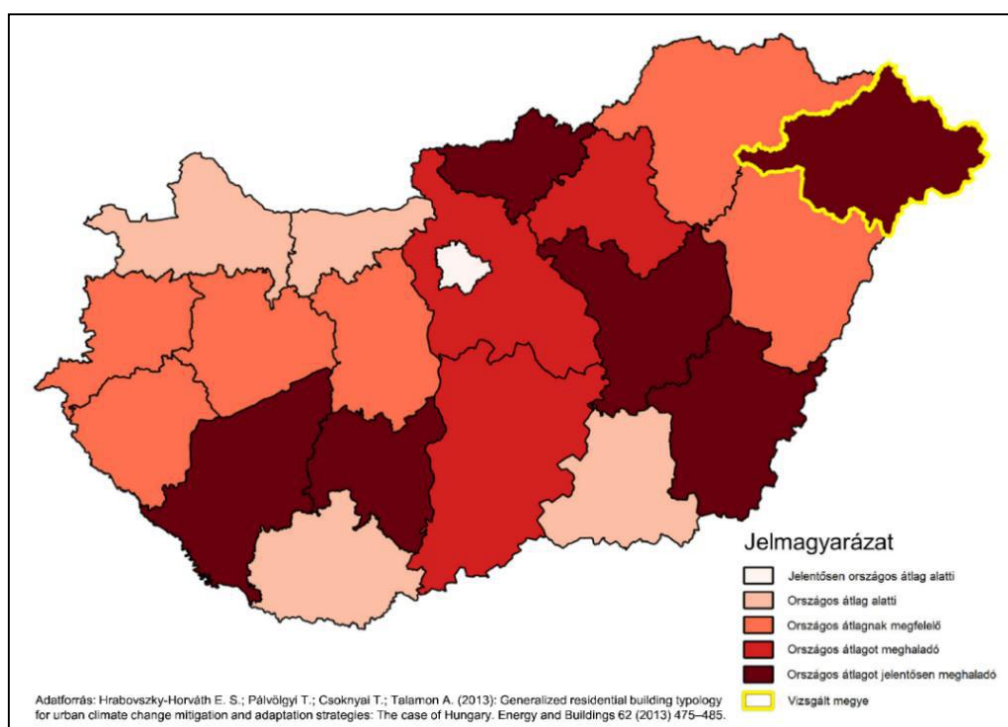 Jelmagyarázat
Jelentősen országos átlag alatti
Országos átlag alatti
Országos átlagnak megfelelő
Országos átlagot meghaladó
Országos átlagot jelentősen meghaladó
Vizsgált megye
Adatforrás: Hrabovszky-Horváth E. S.; Pálvölgyi T.; Csoknyai T.; Talamon A. (2013): Generalized residential building typology
for urban climate change mitigation and adaptation strategies: The case of Hungary. Energy and Buildings 62 (2013) 475–485.